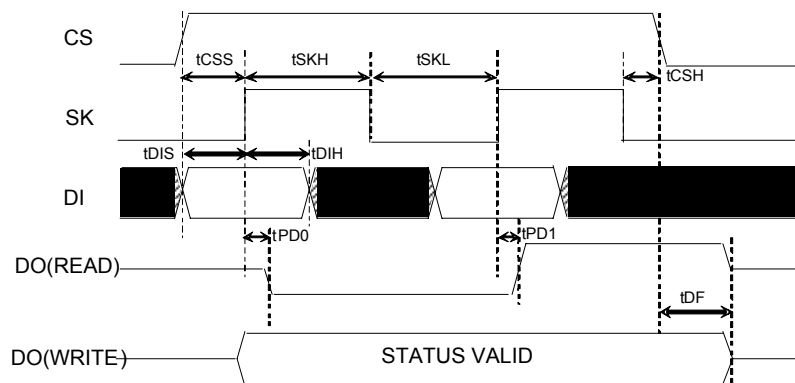 CS
tCSS tSKH tSKL tCSH
SK
tDIS tDIH
DI
tPD0 tPD1
DO(READ)
tDF
DO(WRITE) STATUS VALID